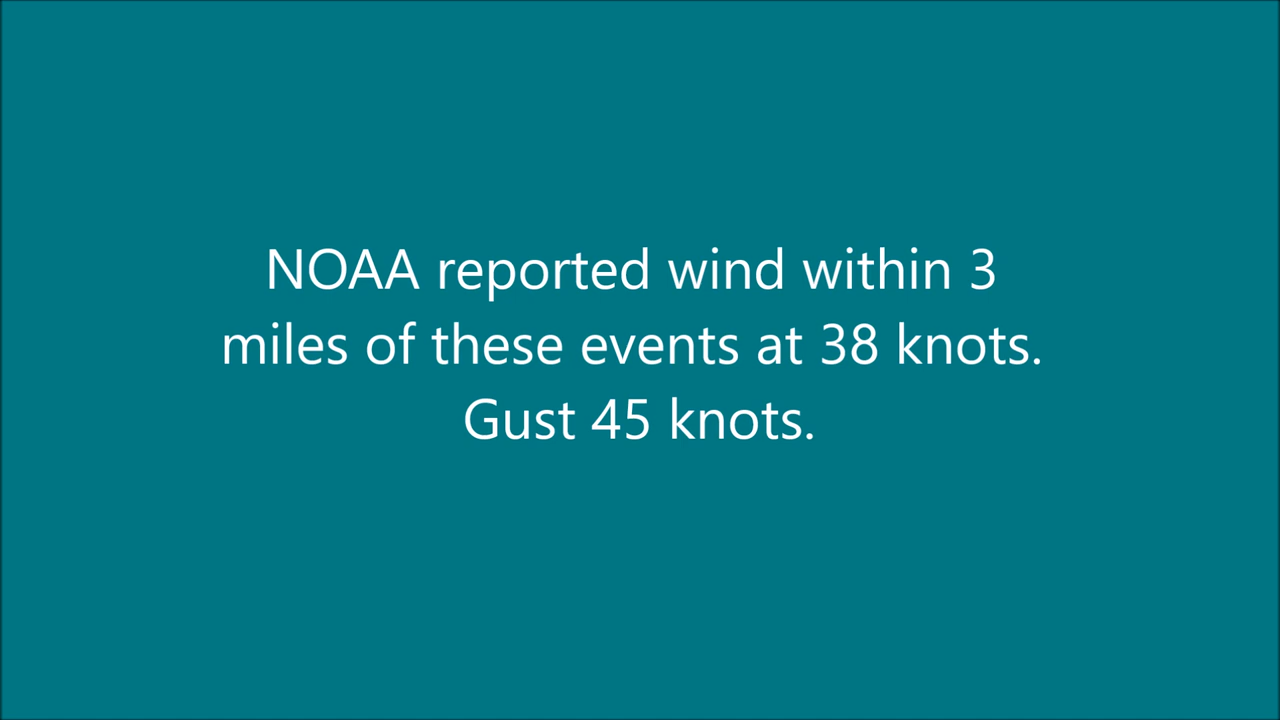 NOAA reported wind within 3
miles of these events at 38 knots.
Gust 45 knots.